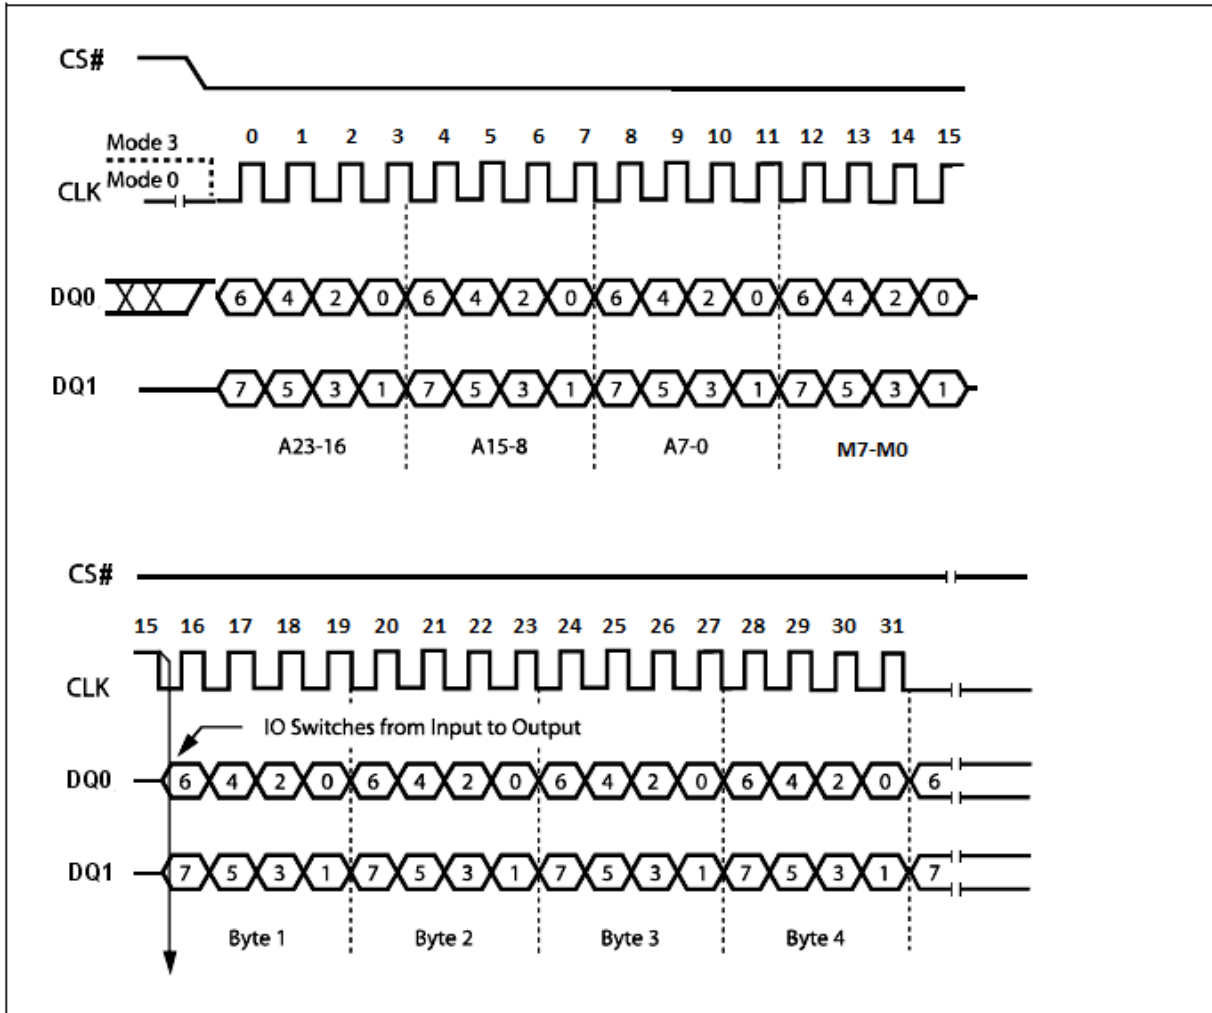 CS#
0 1 2 3 4 5 6 7 8 9 10 11 12 13 14 15
Mode 3
Mode 0
CLK
DQ0 6 4 2 0 6 4 2 0 6 4 2 0 6 4 2 0
DQ1 7 5 3 1 7 5 3 1 7 5 3 1 7 5 3 1
A23-16 A15-8 A7-0 M7-M0
CS#
15 16 17 18 19 20 21 22 23 24 25 26 27 28 29 30 31
CLK
IO Switches from Input to Output
DQ0 6 4 2 0 6 4 2 0 6 4 2 0 6 4 2 0 6
DQ1 7 5 3 1 7 5 3 1 7 5 3 1 7 5 3 1 7
Byte 1 Byte 2 Byte 3 Byte 4